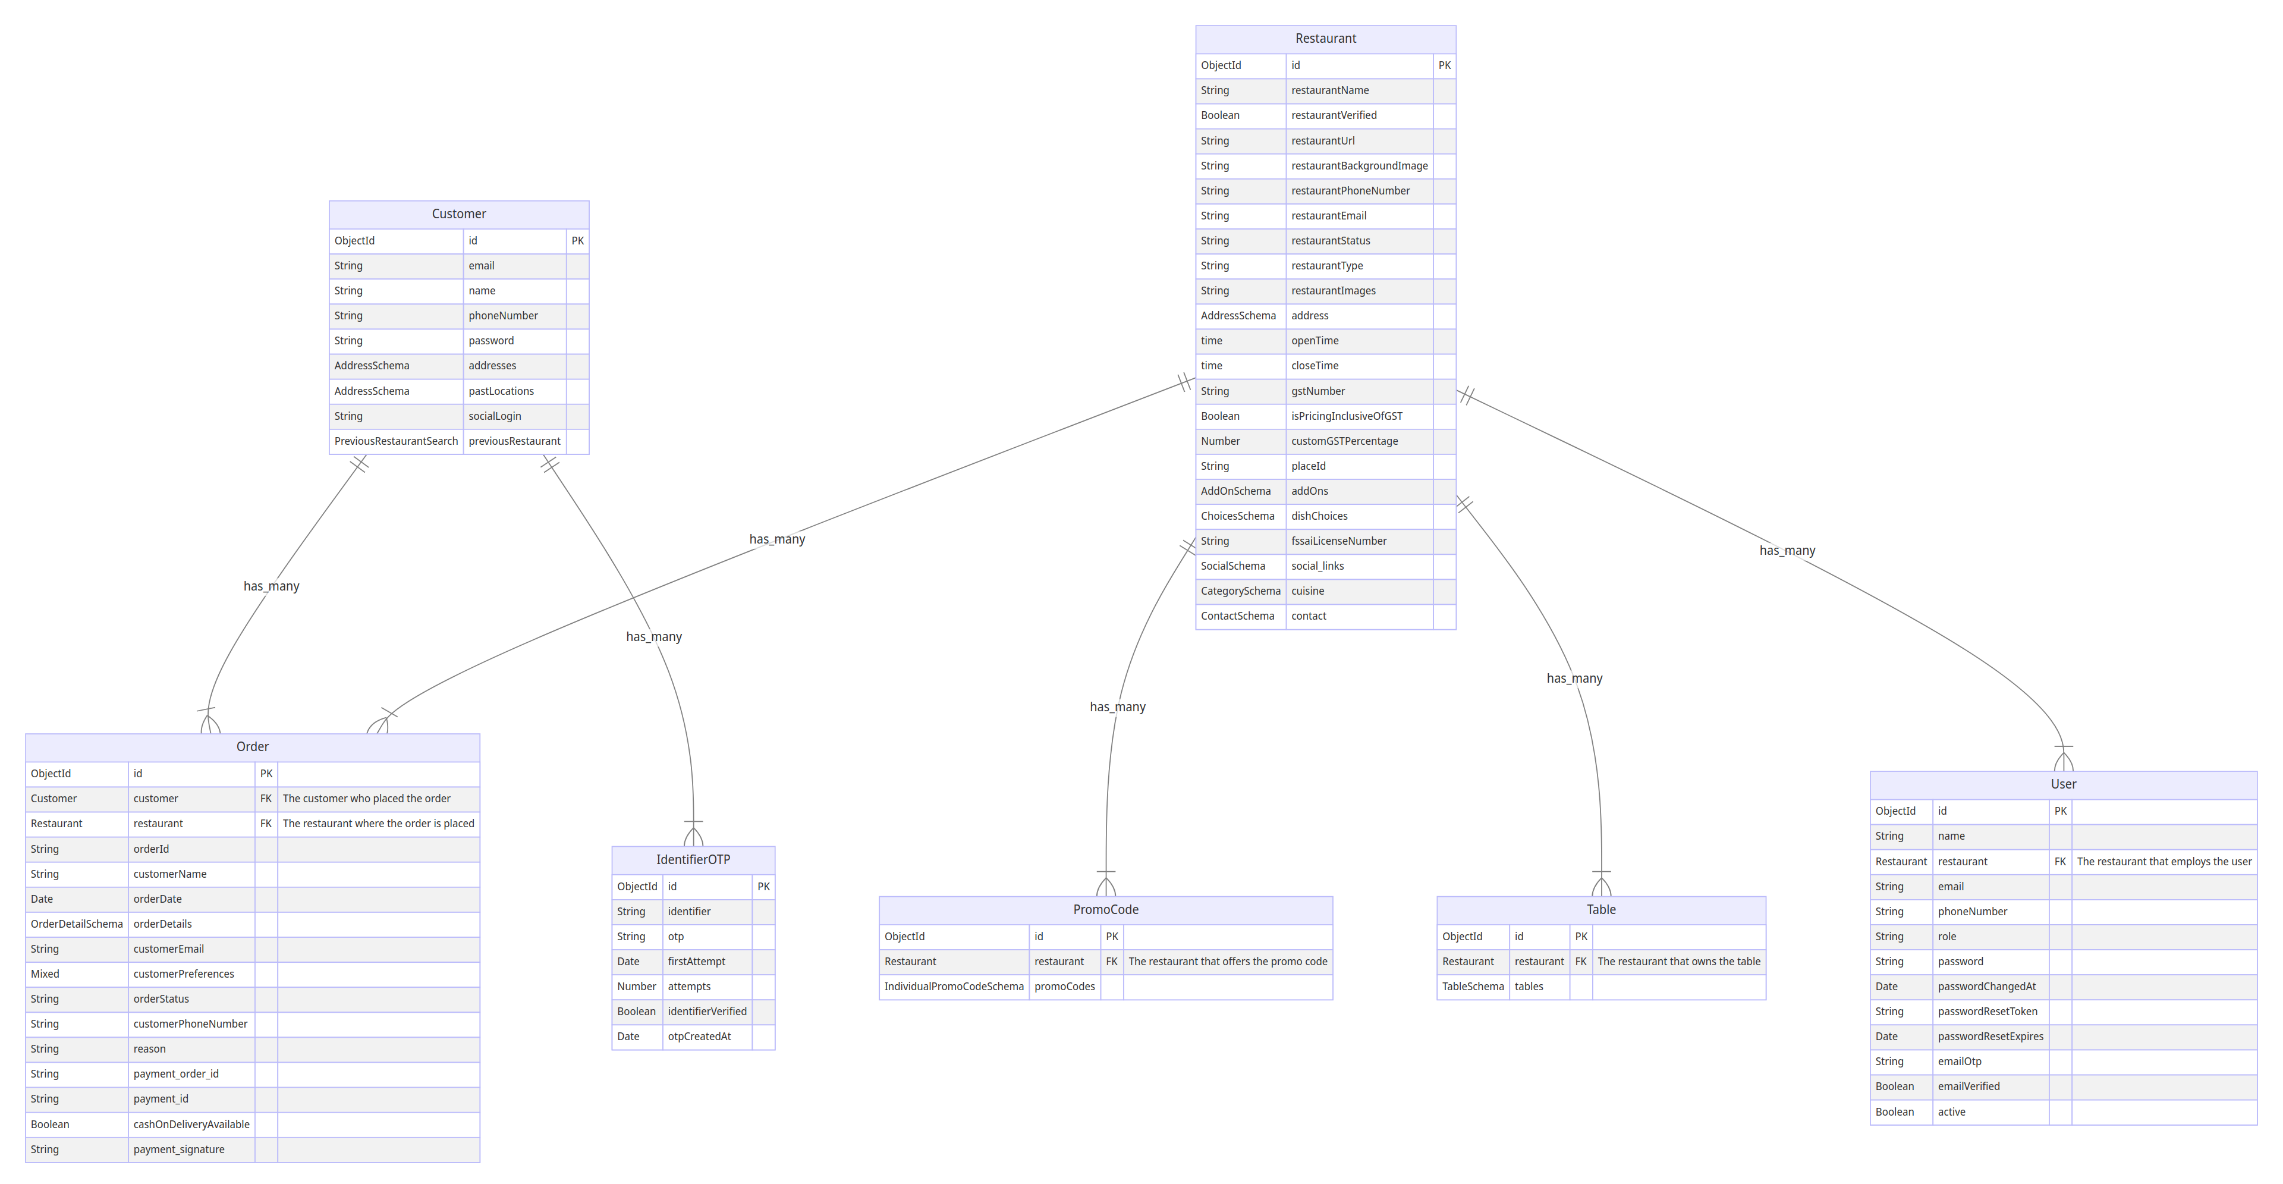 Restaurant
ObjectId id PK
String restaurantName
Boolean restaurantVerified
String restaurantUrl
String restaurantBackgroundImage
String restaurantPhoneNumber
String restaurantEmail
String restaurantStatus
String restaurantType
String restaurantImages
AddressSchema address
time openTime
time closeTime
String gstNumber
Boolean isPricingInclusiveOfGST
Number customGSTPercentage
String placeId
AddOnSchema addOns
ChoicesSchema dishChoices
String fssaiLicenseNumber
SocialSchema social_links
CategorySchema cuisine
ContactSchema contact
Customer
ObjectId id PK
String email
String name
String phoneNumber
String password
AddressSchema addresses
AddressSchema pastLocations
String socialLogin
PreviousRestaurantSearch previousRestaurant
has_many
has_many
has_many
has_many
has_many
has_many
Order
ObjectId id PK
Customer customer FK The customer who placed the order
Restaurant restaurant FK The restaurant where the order is placed
String orderId
String customerName
Date orderDate
OrderDetailSchema orderDetails
String customerEmail
Mixed customerPreferences
String orderStatus
String customerPhoneNumber
String reason
String payment_order_id
String payment_id
Boolean cashOnDeliveryAvailable
String payment_signature
IdentifierOTP
ObjectId id PK
String identifier
String otp
Date firstAttempt
Number attempts
Boolean identifierVerified
Date otpCreatedAt
PromoCode
ObjectId id PK
Restaurant restaurant FK The restaurant that offers the promo code
IndividualPromoCodeSchema promoCodes
Table
ObjectId id PK
Restaurant restaurant FK The restaurant that owns the table
TableSchema tables
User
ObjectId id PK
String name
Restaurant restaurant FK The restaurant that employs the user
String email
String phoneNumber
String role
String password
Date passwordChangedAt
String passwordResetToken
Date passwordResetExpires
String emailOtp
Boolean emailVerified
Boolean active